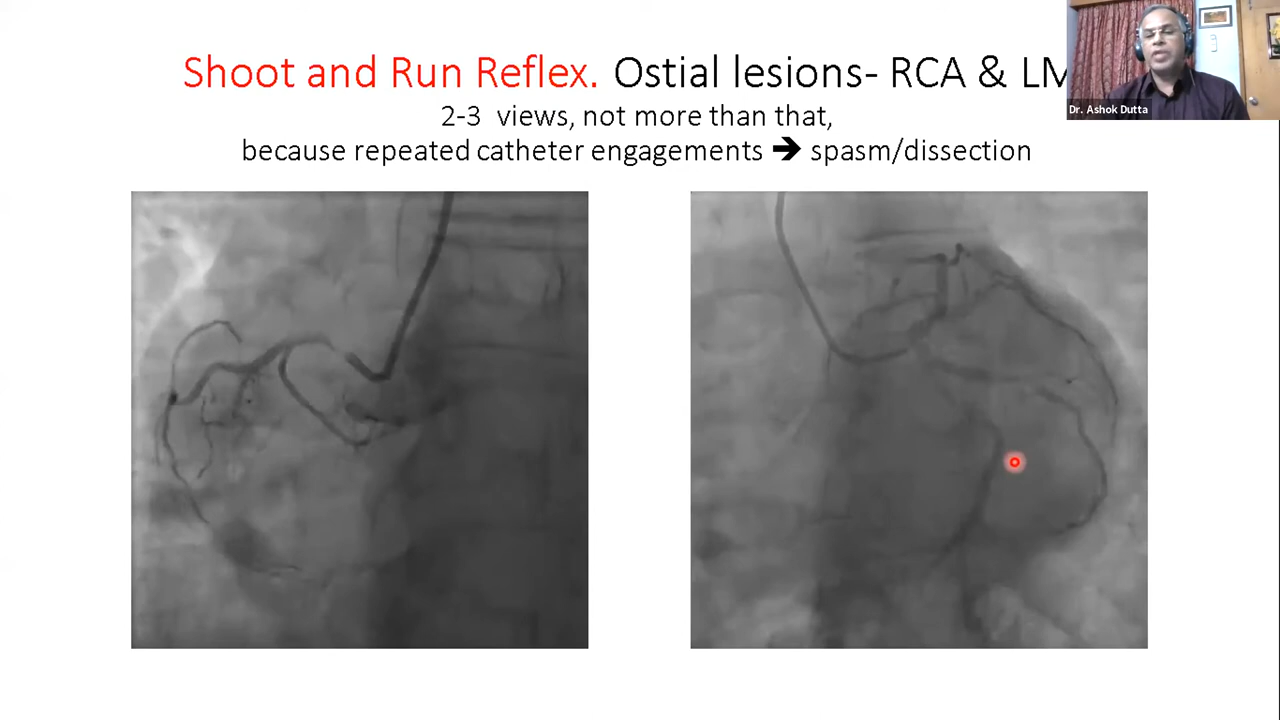 Shoot and Run Reflex. Ostial lesions- RCA & LM
2-3 views, not more than that,
because repeated catheter engagements ➔ spasm/dissection
Dr. Ashok Dutta